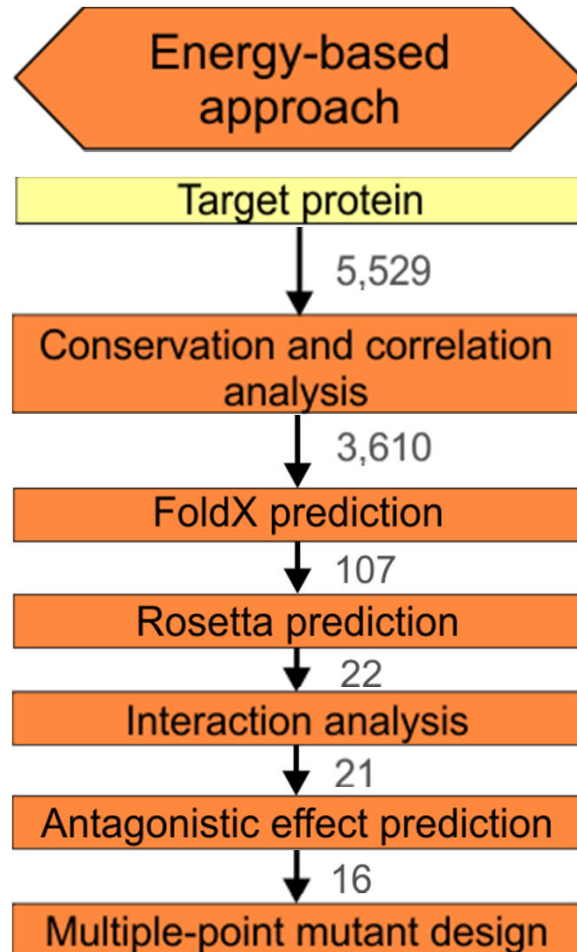 Energy-based
approach
Target protein
5,529
Conservation and correlation
analysis
3,610
FoldX prediction
107
Rosetta prediction
22
Interaction analysis
21
Antagonistic effect prediction
16
Multiple-point mutant design